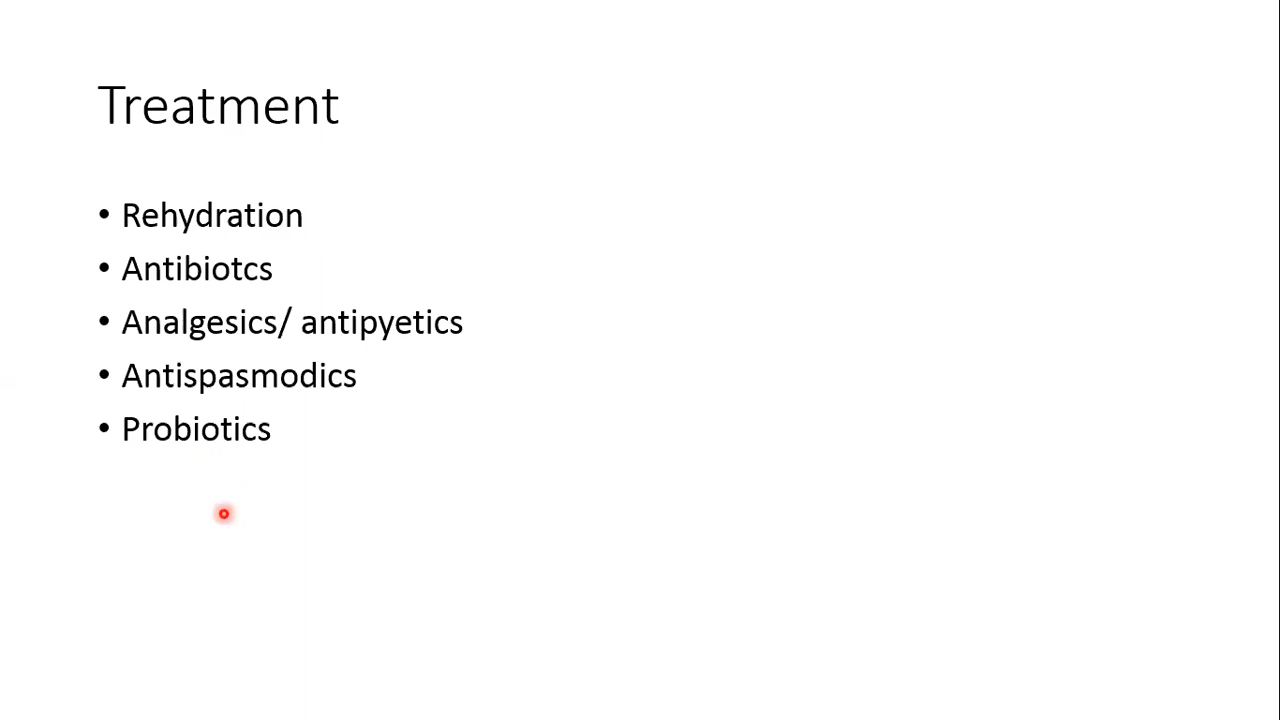 Treatment
• Rehydration
• Antibiotcs
• Analgesics/ antipyetics
• Antispasmodics
• Probiotics